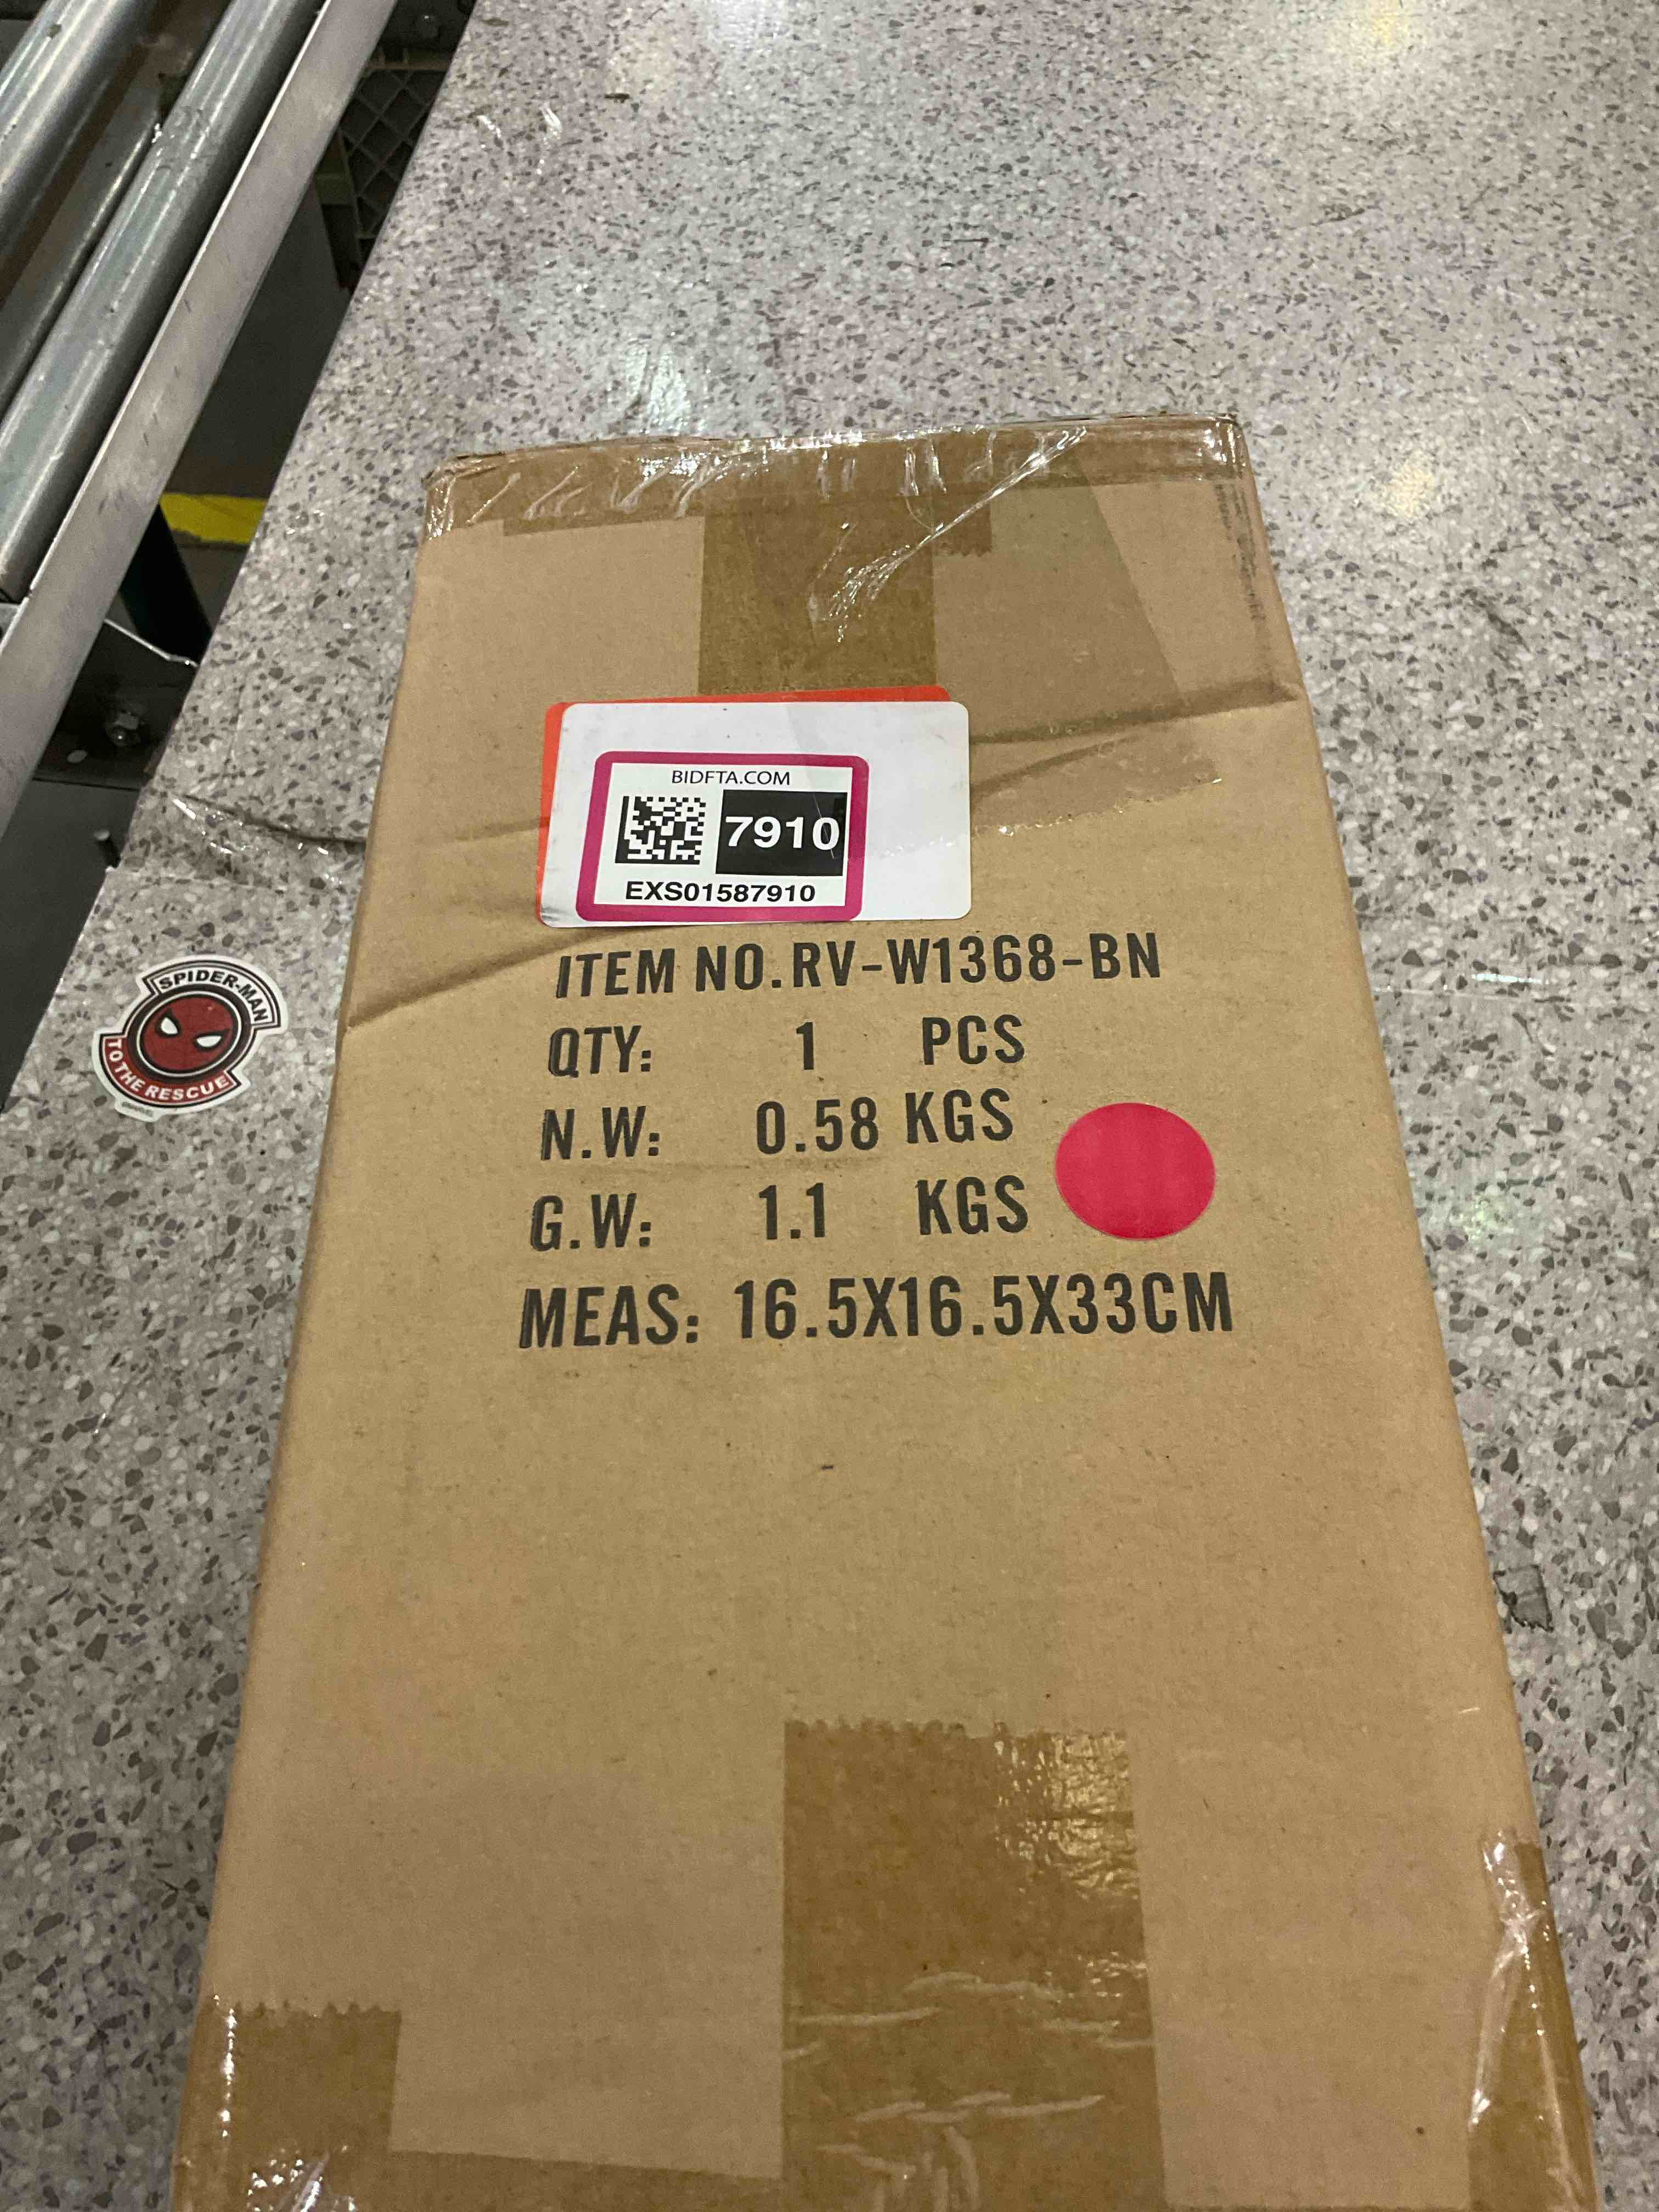 BIDFTA.COM
7910
EXS01587910
ITEM NO.RV-W1368-BN
QTY: 1 PCS
N.W: 0.58 KGS
G.W: 1.1 KGS
MEAS: 16.5X16.5X33CM
SPIDER-MAN
TO THE RESCUE